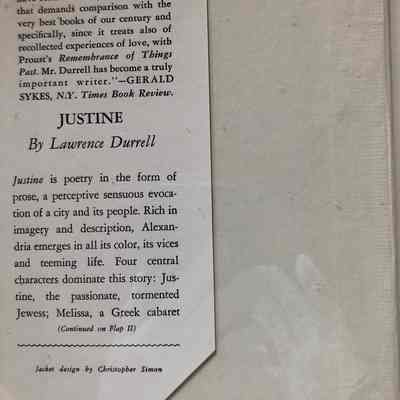 that demands comparison with the
very best books of our century and
specifically, since it treats also of
recollected experiences of love, with
Proust's Remembrance of Things
Past. Mr. Durrell has become a truly
important writer."—GERALD
SYKES, N.Y. Times Book Review.
JUSTINE
By Lawrence Durrell
Justine is poetry in the form of
prose, a perceptive sensuous evoca-
tion of a city and its people. Rich in
imagery and description, Alexan-
dria emerges in all its color, its vices
and teeming life. Four central
characters dominate this story: Jus-
tine, the passionate, tormented
Jewess; Melissa, a Greek cabaret
(Continued on Flap II)
Jacket design by Christopher Simon